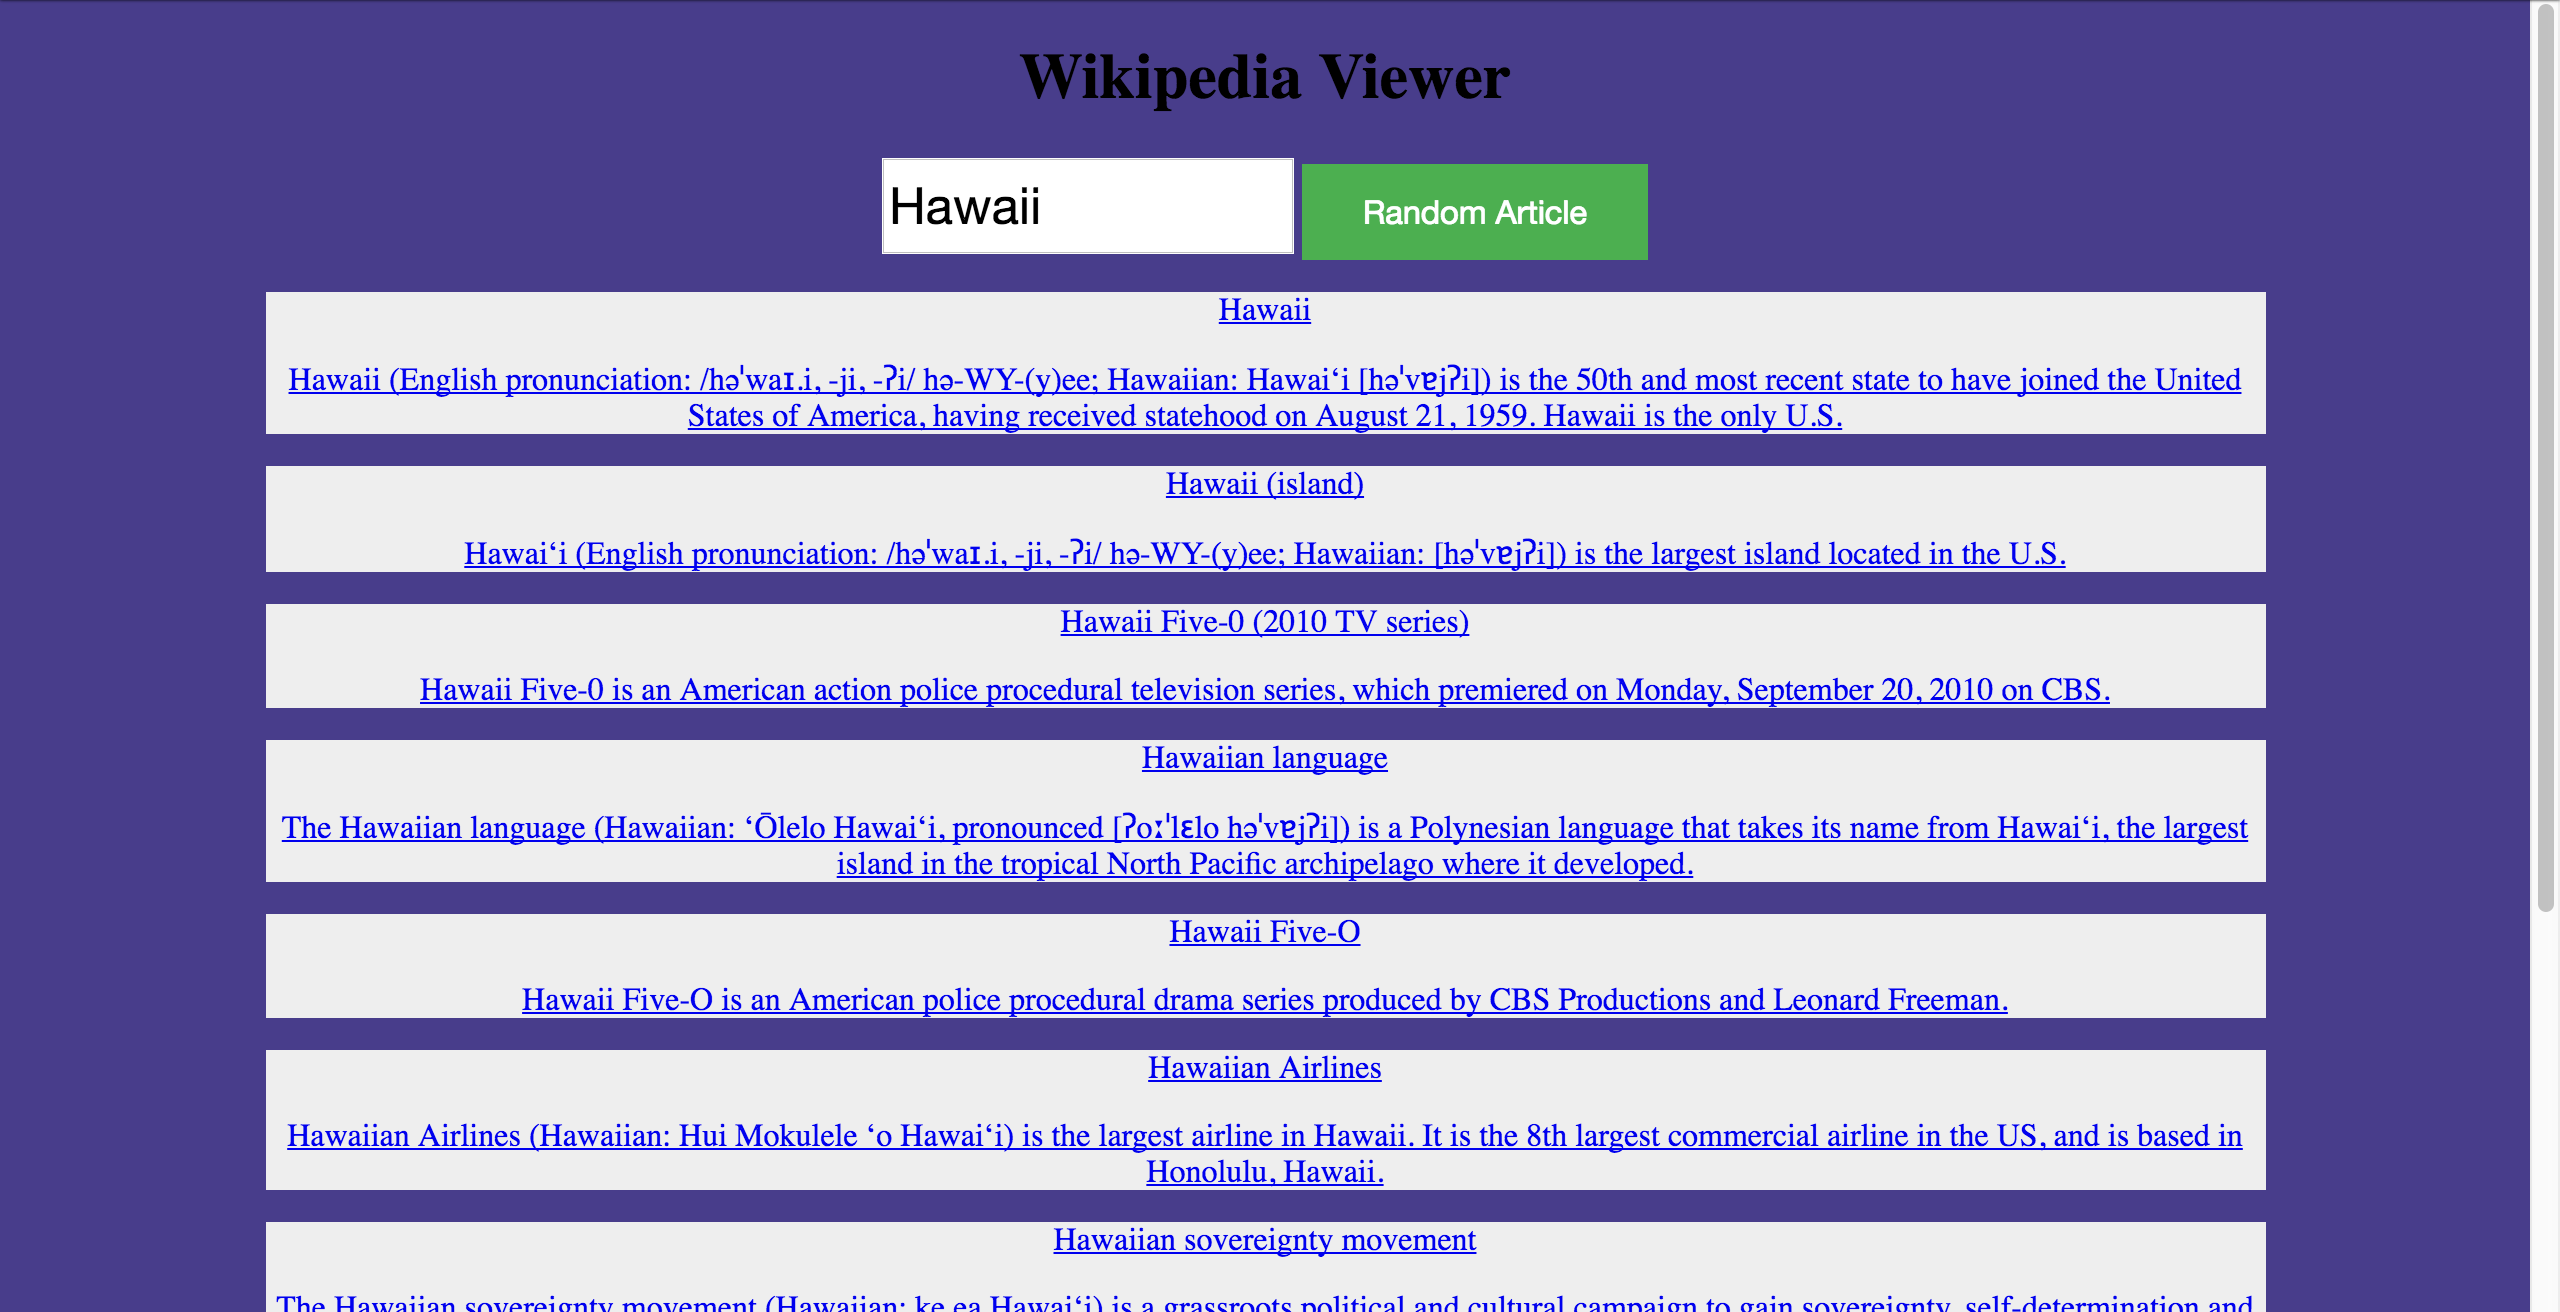 Wikipedia Viewer
Hawaii
Random Article
Hawaii
Hawaii (English pronunciation: /həˈwaɪ.i, -ji, -ʔi/ hə-WY-(y)ee; Hawaiian: Hawaiʻi [həˈvɐjʔi]) is the 50th and most recent state to have joined the United
States of America, having received statehood on August 21, 1959. Hawaii is the only U.S.
Hawaii (island)
Hawaiʻi (English pronunciation: /həˈwaɪ.i, -ji, -ʔi/ hə-WY-(y)ee; Hawaiian: [həˈvɐjʔi]) is the largest island located in the U.S.
Hawaii Five-0 (2010 TV series)
Hawaii Five-0 is an American action police procedural television series, which premiered on Monday, September 20, 2010 on CBS.
Hawaiian language
The Hawaiian language (Hawaiian: ʻŌlelo Hawaiʻi, pronounced [ʔoːˈlɛlo həˈvɐjʔi]) is a Polynesian language that takes its name from Hawaiʻi, the largest
island in the tropical North Pacific archipelago where it developed.
Hawaii Five-O
Hawaii Five-O is an American police procedural drama series produced by CBS Productions and Leonard Freeman.
Hawaiian Airlines
Hawaiian Airlines (Hawaiian: Hui Mokulele ʻo Hawaiʻi) is the largest airline in Hawaii. It is the 8th largest commercial airline in the US, and is based in
Honolulu, Hawaii.
Hawaiian sovereignty movement
The Hawaiian sovereignty movement (Hawaiian: ke ea Hawaiʻi) is a grassroots political and cultural campaign to gain sovereignty, self-determination and